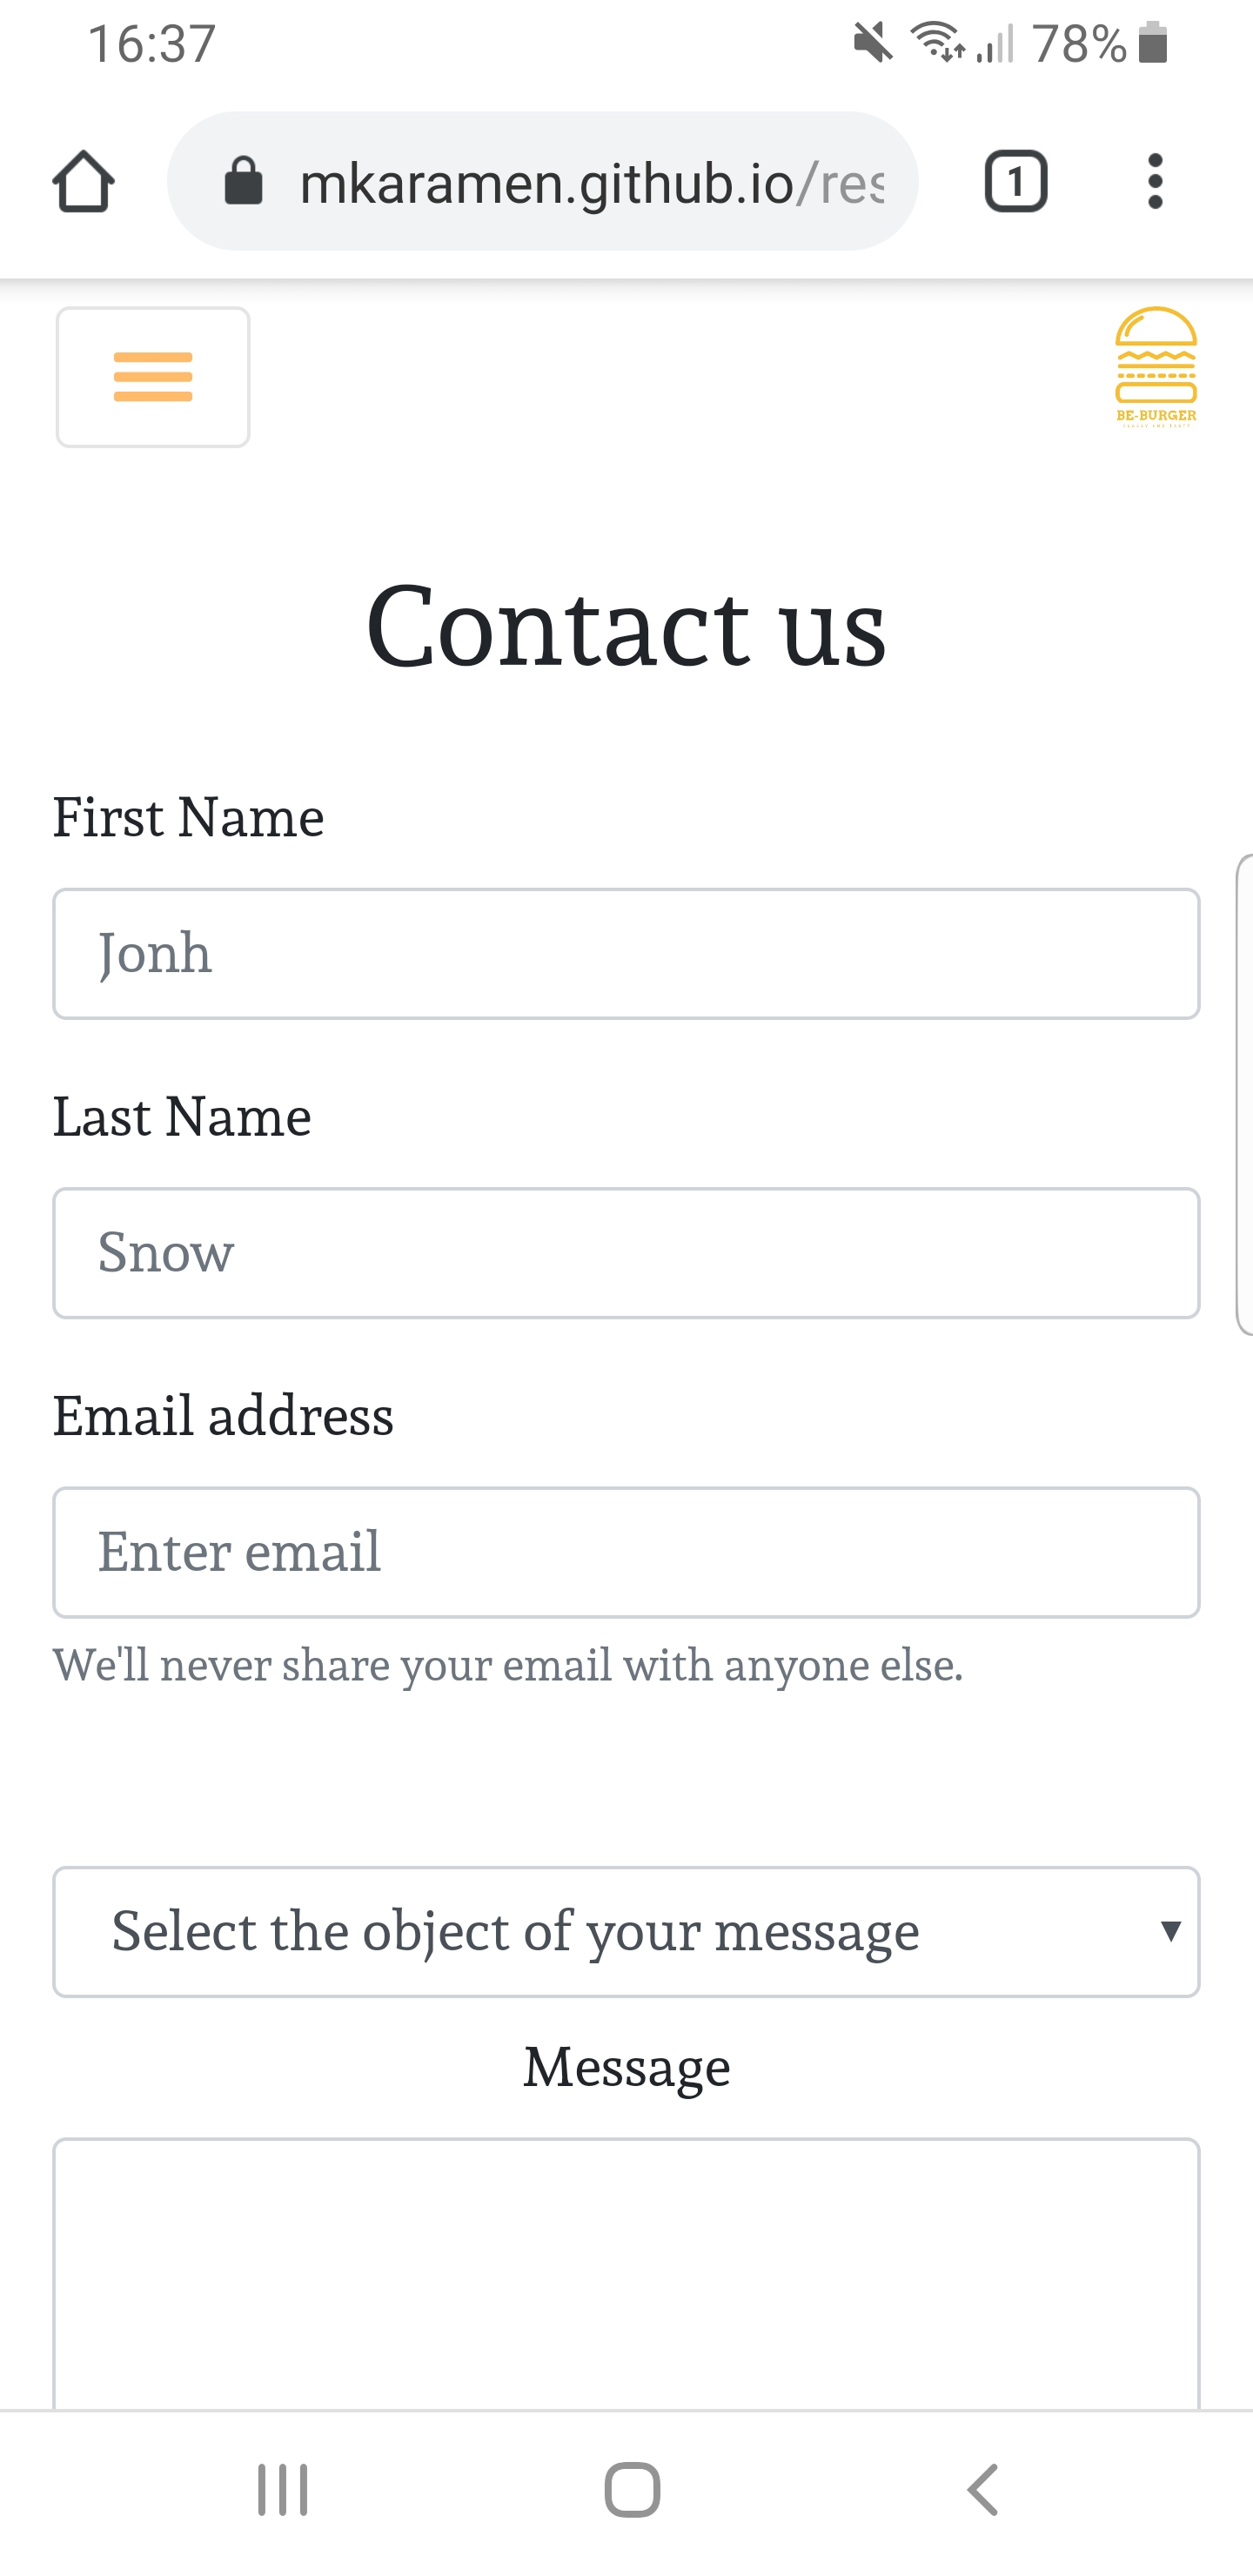 16:37 78%
mkaramen.github.io/res
1
BE-BURGER
Contact us
First Name
Jonh
Last Name
Snow
Email address
Enter email
We'll never share your email with anyone else.
Select the object of your message
Message